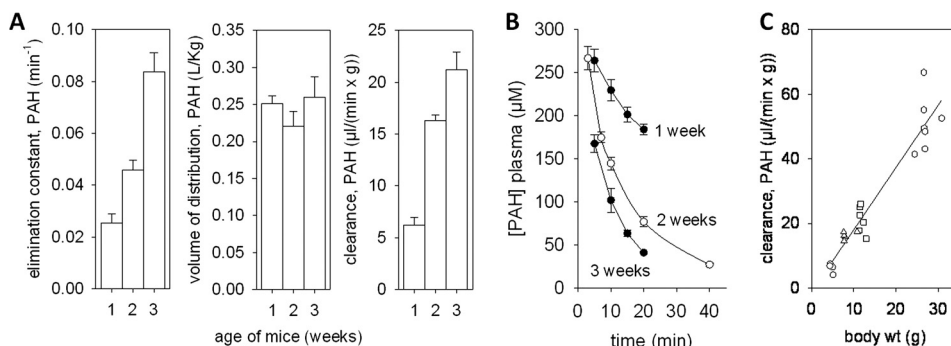 A
elimination constant, PAH (min⁻¹)
0.10
0.08
0.06
0.04
0.02
0.00
1 2 3
volume of distribution, PAH (L/Kg)
0.35
0.30
0.25
0.20
0.15
0.10
0.05
0.00
1 2 3
clearance, PAH (µl/(min x g))
25
20
15
10
5
0
1 2 3
age of mice (weeks)
B
[PAH] plasma (µM)
300
250
200
150
100
50
0
1 week
2 weeks
3 weeks
0 10 20 30 40
time (min)
C
clearance, PAH (µl/(min x g))
80
60
40
20
0
0 10 20 30
body wt (g)